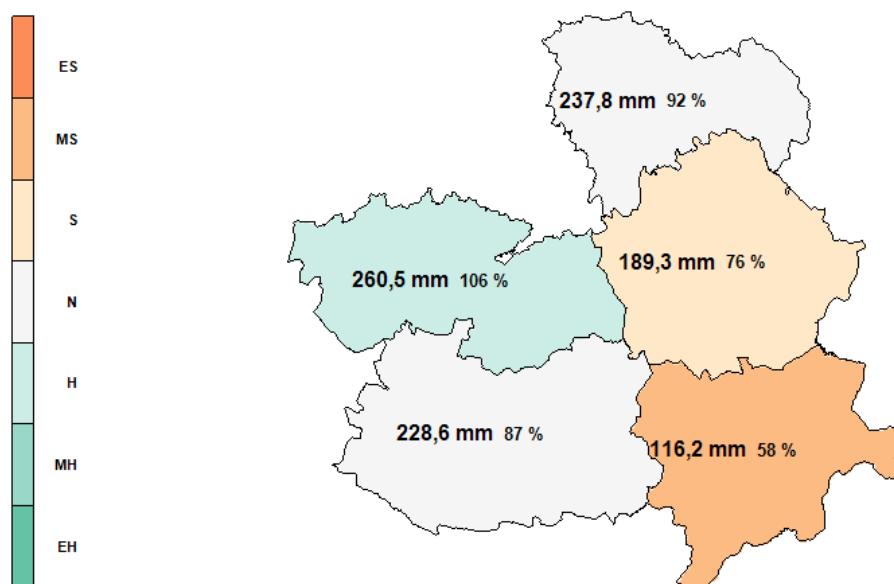 ES
MS
S
N
H
MH
EH
237,8 mm 92 %
189,3 mm 76 %
260,5 mm 106 %
228,6 mm 87 %
116,2 mm 58 %